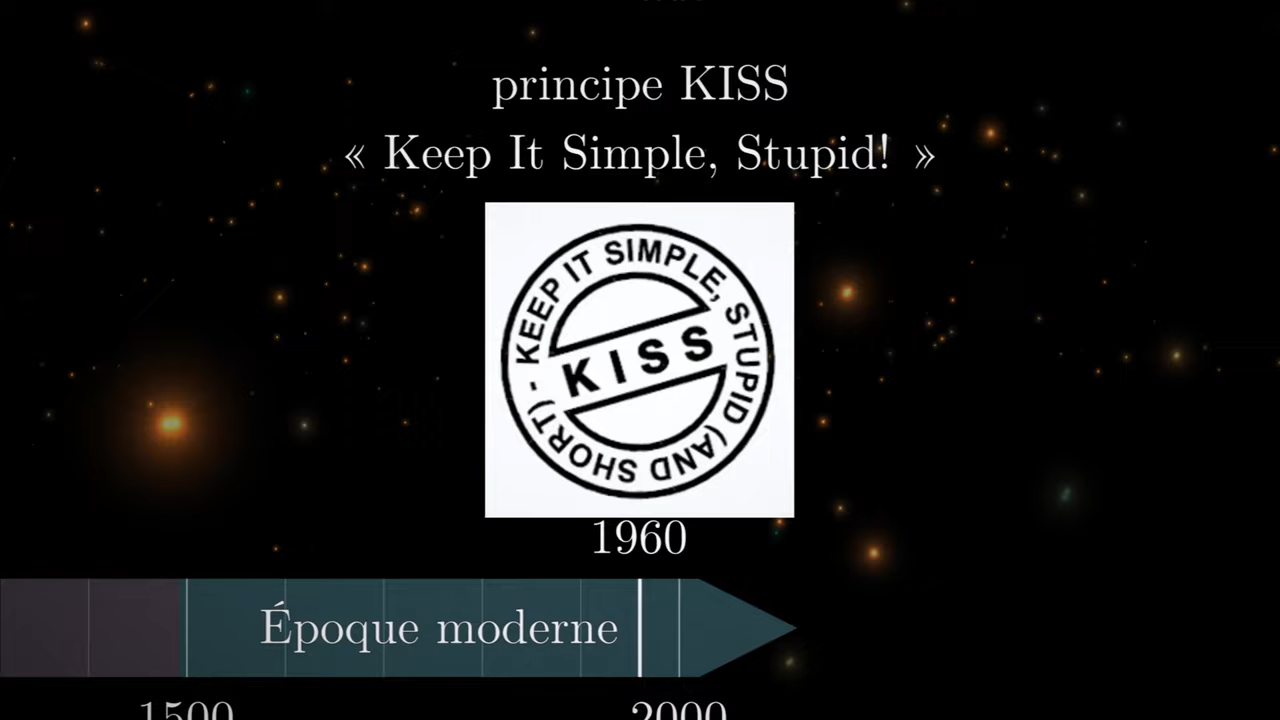 principe KISS
« Keep It Simple, Stupid! »
KEEP IT SIMPLE, STUPID (AND SHORT) -
KISS
1960
Époque moderne
1500
2000